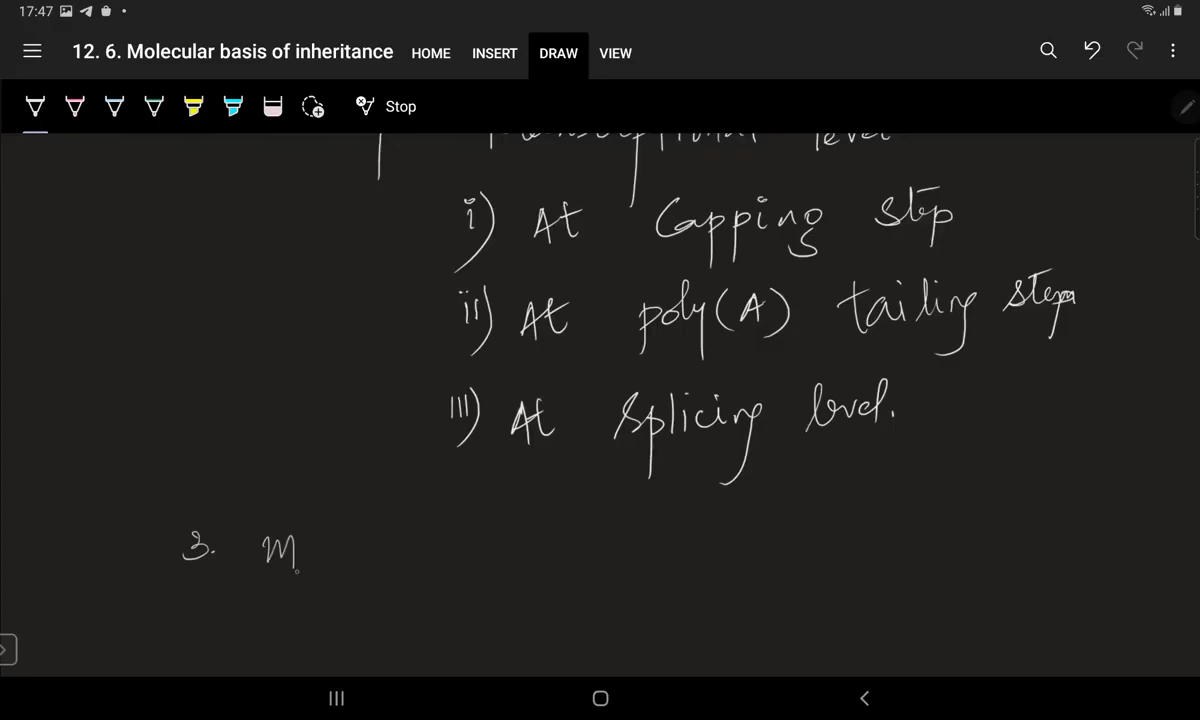 17:47
12. 6. Molecular basis of inheritance HOME INSERT DRAW VIEW
Stop
level
i) At Capping step
ii) At poly(A) tailing step
III) At Splicing level.
3. m